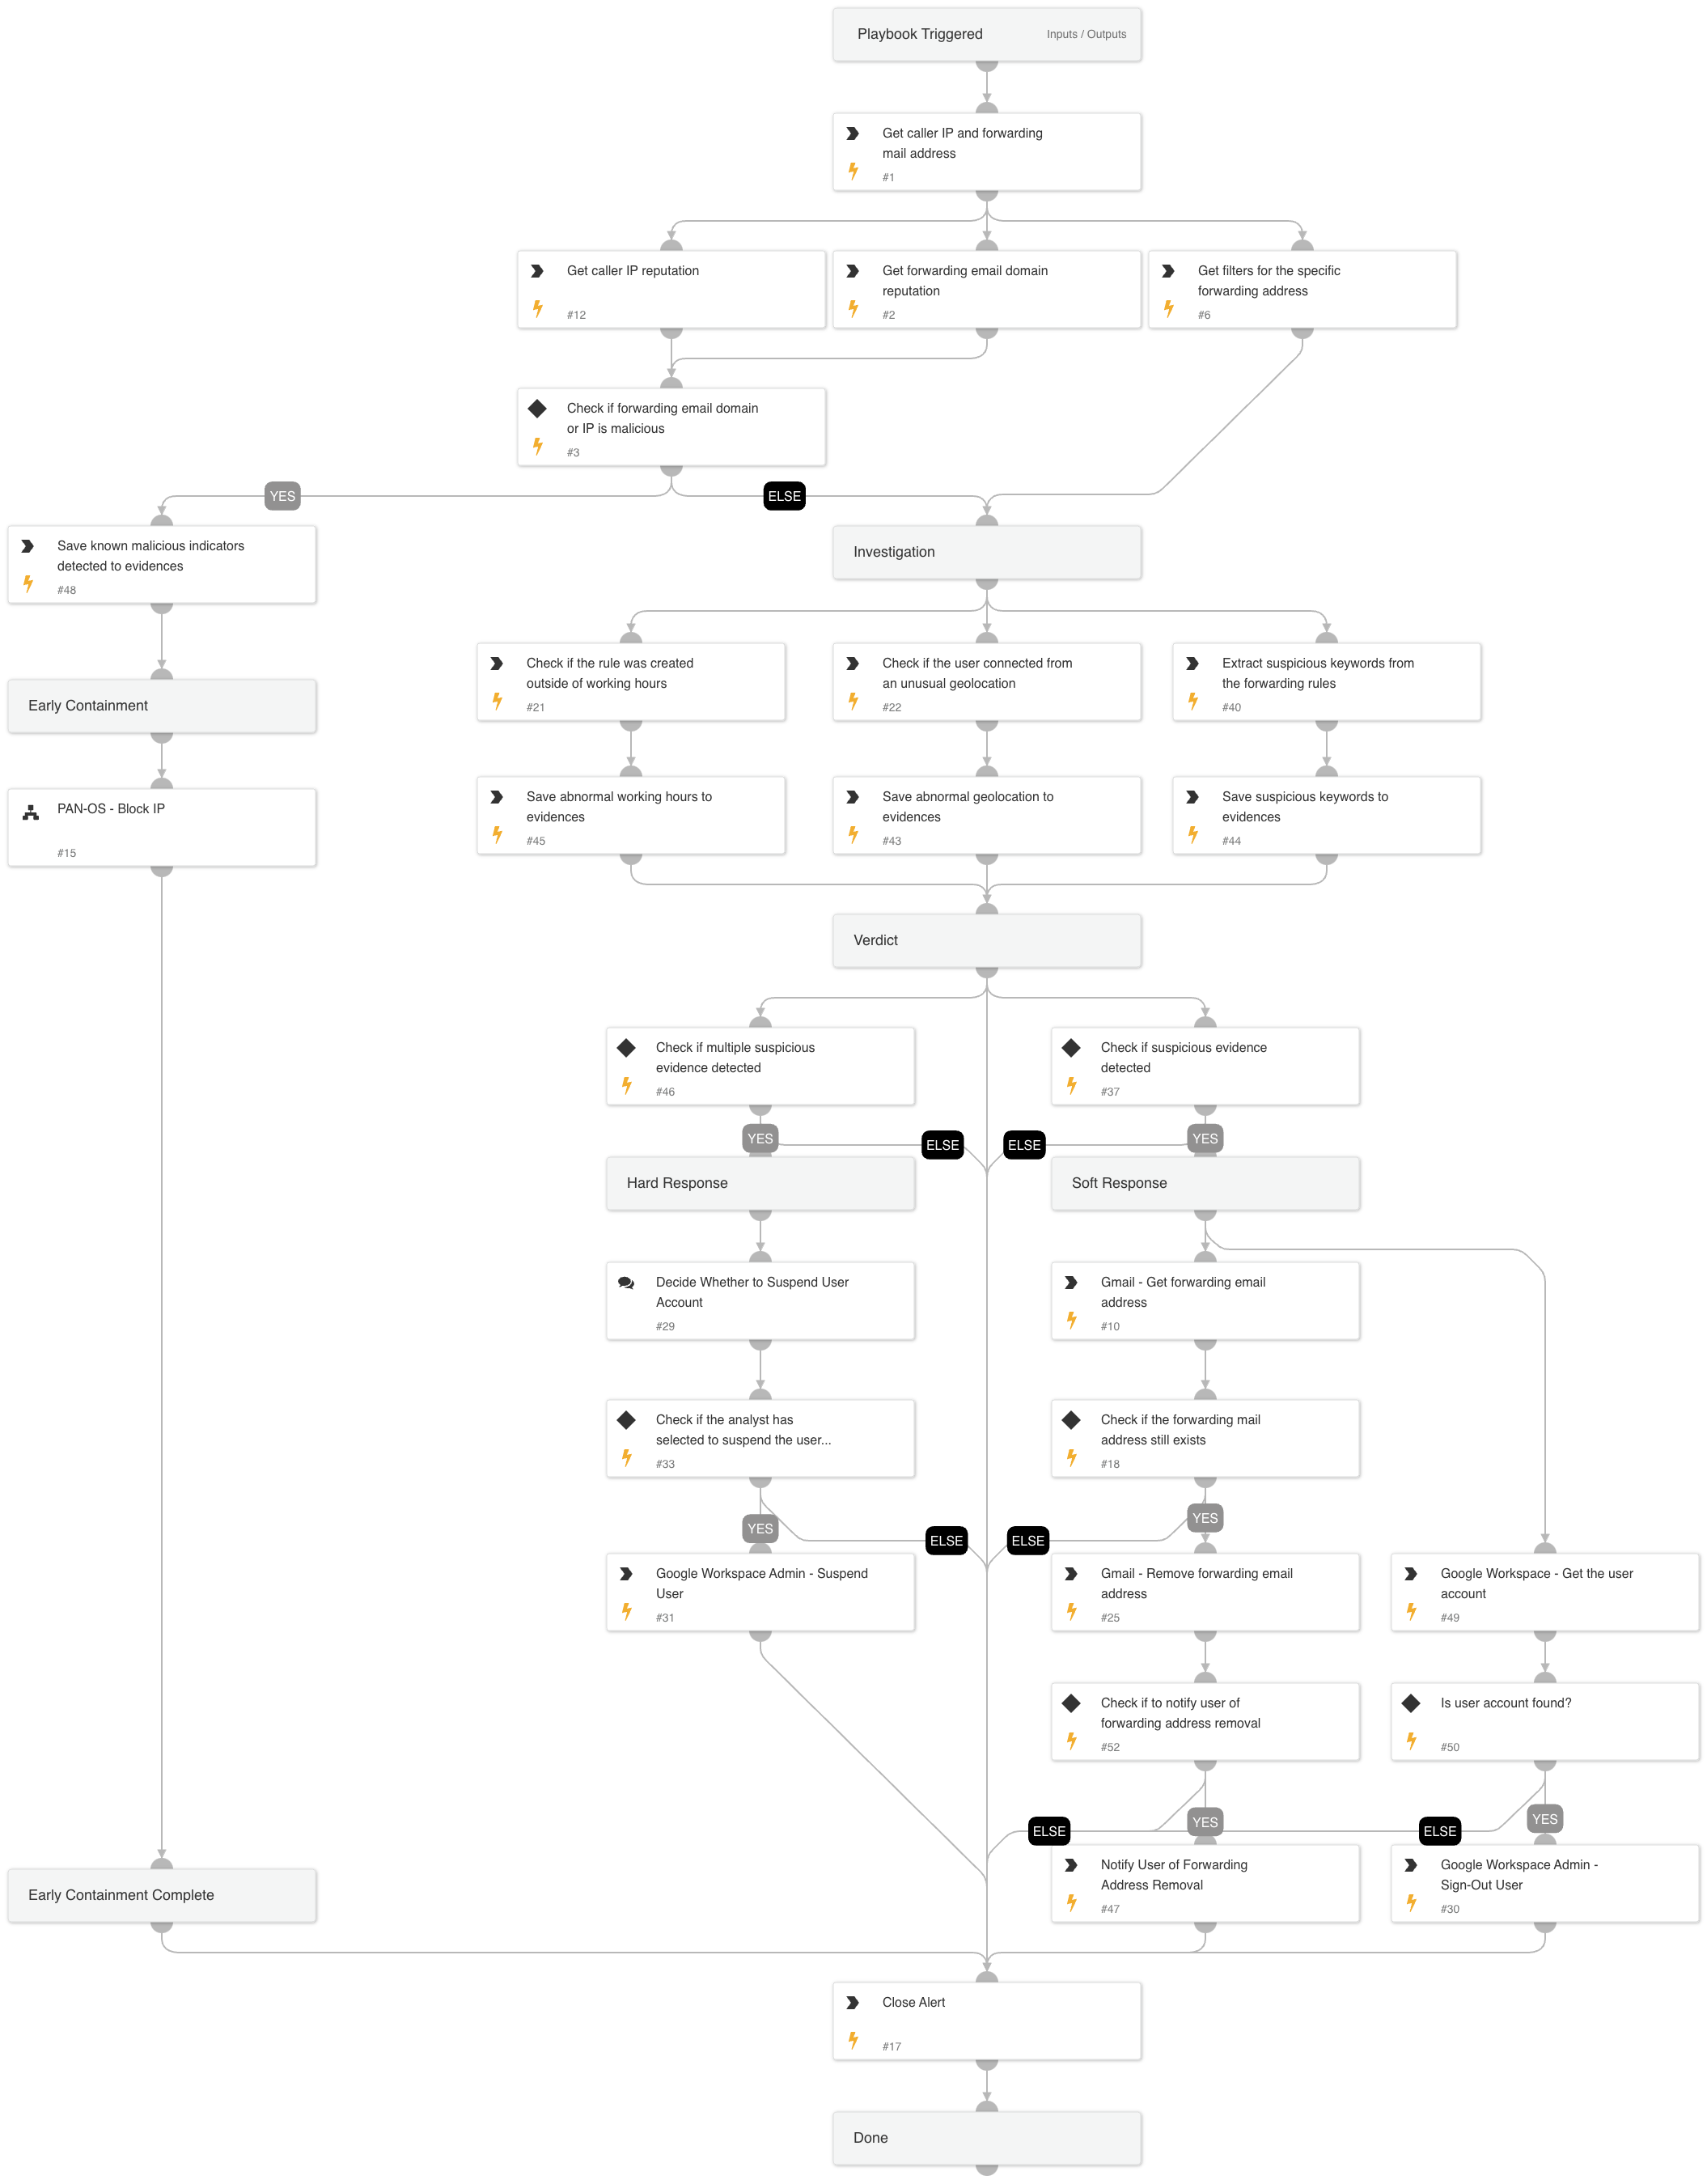 Playbook Triggered
Inputs / Outputs
Get caller IP and forwarding
mail address
#1
Get caller IP reputation
#12
Get forwarding email domain
reputation
#2
Get filters for the specific
forwarding address
#6
Check if forwarding email domain
or IP is malicious
#3
YES
ELSE
Save known malicious indicators
detected to evidences
#48
Investigation
Early Containment
Check if the rule was created
outside of working hours
#21
Check if the user connected from
an unusual geolocation
#22
Extract suspicious keywords from
the forwarding rules
#40
PAN-OS - Block IP
#15
Save abnormal working hours to
evidences
#45
Save abnormal geolocation to
evidences
#43
Save suspicious keywords to
evidences
#44
Verdict
Check if multiple suspicious
evidence detected
#46
Check if suspicious evidence
detected
#37
YES
ELSE
ELSE
YES
Hard Response
Soft Response
Decide Whether to Suspend User
Account
#29
Gmail - Get forwarding email
address
#10
Check if the analyst has
selected to suspend the user...
#33
Check if the forwarding mail
address still exists
#18
YES
ELSE
ELSE
YES
Google Workspace Admin - Suspend
User
#31
Gmail - Remove forwarding email
address
#25
Google Workspace - Get the user
account
#49
Check if to notify user of
forwarding address removal
#52
Is user account found?
#50
ELSE
YES
ELSE
YES
Early Containment Complete
Notify User of Forwarding
Address Removal
#47
Google Workspace Admin -
Sign-Out User
#30
Close Alert
#17
Done